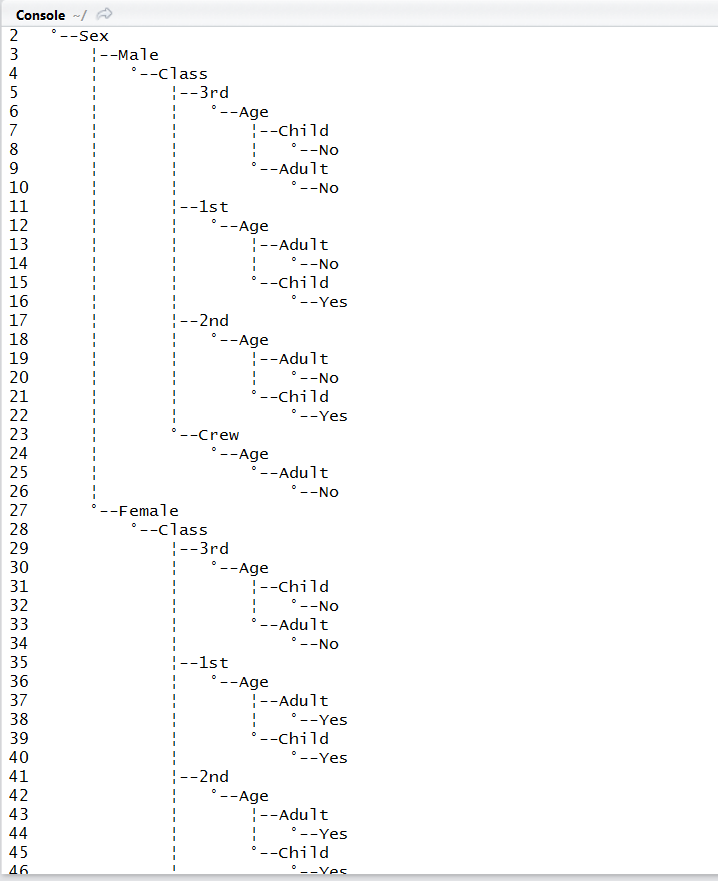 Console ~/
2 °--Sex
3 ¦--Male
4 ¦ °--Class
5 ¦ ¦--3rd
6 ¦ ¦ °--Age
7 ¦ ¦ ¦--Child
8 ¦ ¦ ¦ °--No
9 ¦ ¦ °--Adult
10 ¦ ¦ °--No
11 ¦ ¦--1st
12 ¦ ¦ °--Age
13 ¦ ¦ ¦--Adult
14 ¦ ¦ ¦ °--No
15 ¦ ¦ °--Child
16 ¦ ¦ °--Yes
17 ¦ ¦--2nd
18 ¦ ¦ °--Age
19 ¦ ¦ ¦--Adult
20 ¦ ¦ ¦ °--No
21 ¦ ¦ °--Child
22 ¦ ¦ °--Yes
23 ¦ °--Crew
24 ¦ °--Age
25 ¦ °--Adult
26 ¦ °--No
27 °--Female
28 °--Class
29 ¦--3rd
30 ¦ °--Age
31 ¦ ¦--Child
32 ¦ ¦ °--No
33 ¦ °--Adult
34 ¦ °--No
35 ¦--1st
36 ¦ °--Age
37 ¦ ¦--Adult
38 ¦ ¦ °--Yes
39 ¦ °--Child
40 ¦ °--Yes
41 ¦--2nd
42 ¦ °--Age
43 ¦ ¦--Adult
44 ¦ ¦ °--Yes
45 ¦ °--Child
46 ¦ °--Yes